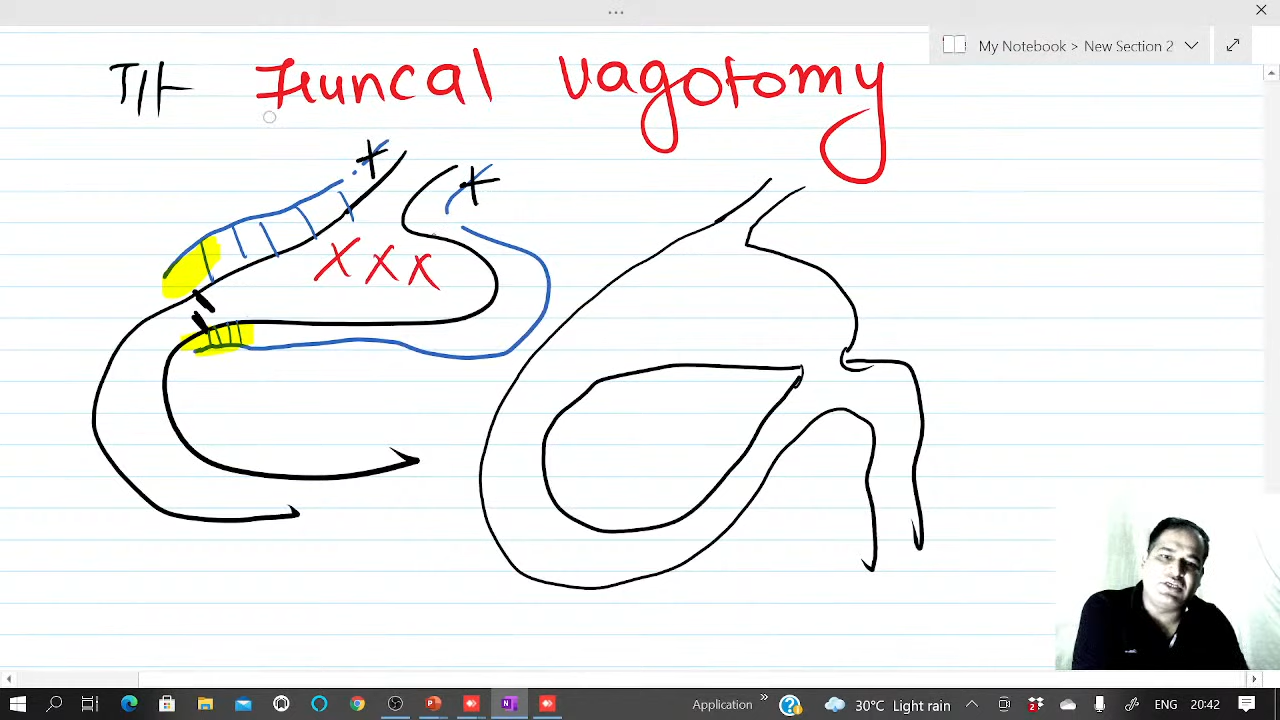 ...
My Notebook > New Section 2
T/t Truncal vagotomy
x x x
Application
30°C Light rain
ENG 20:42